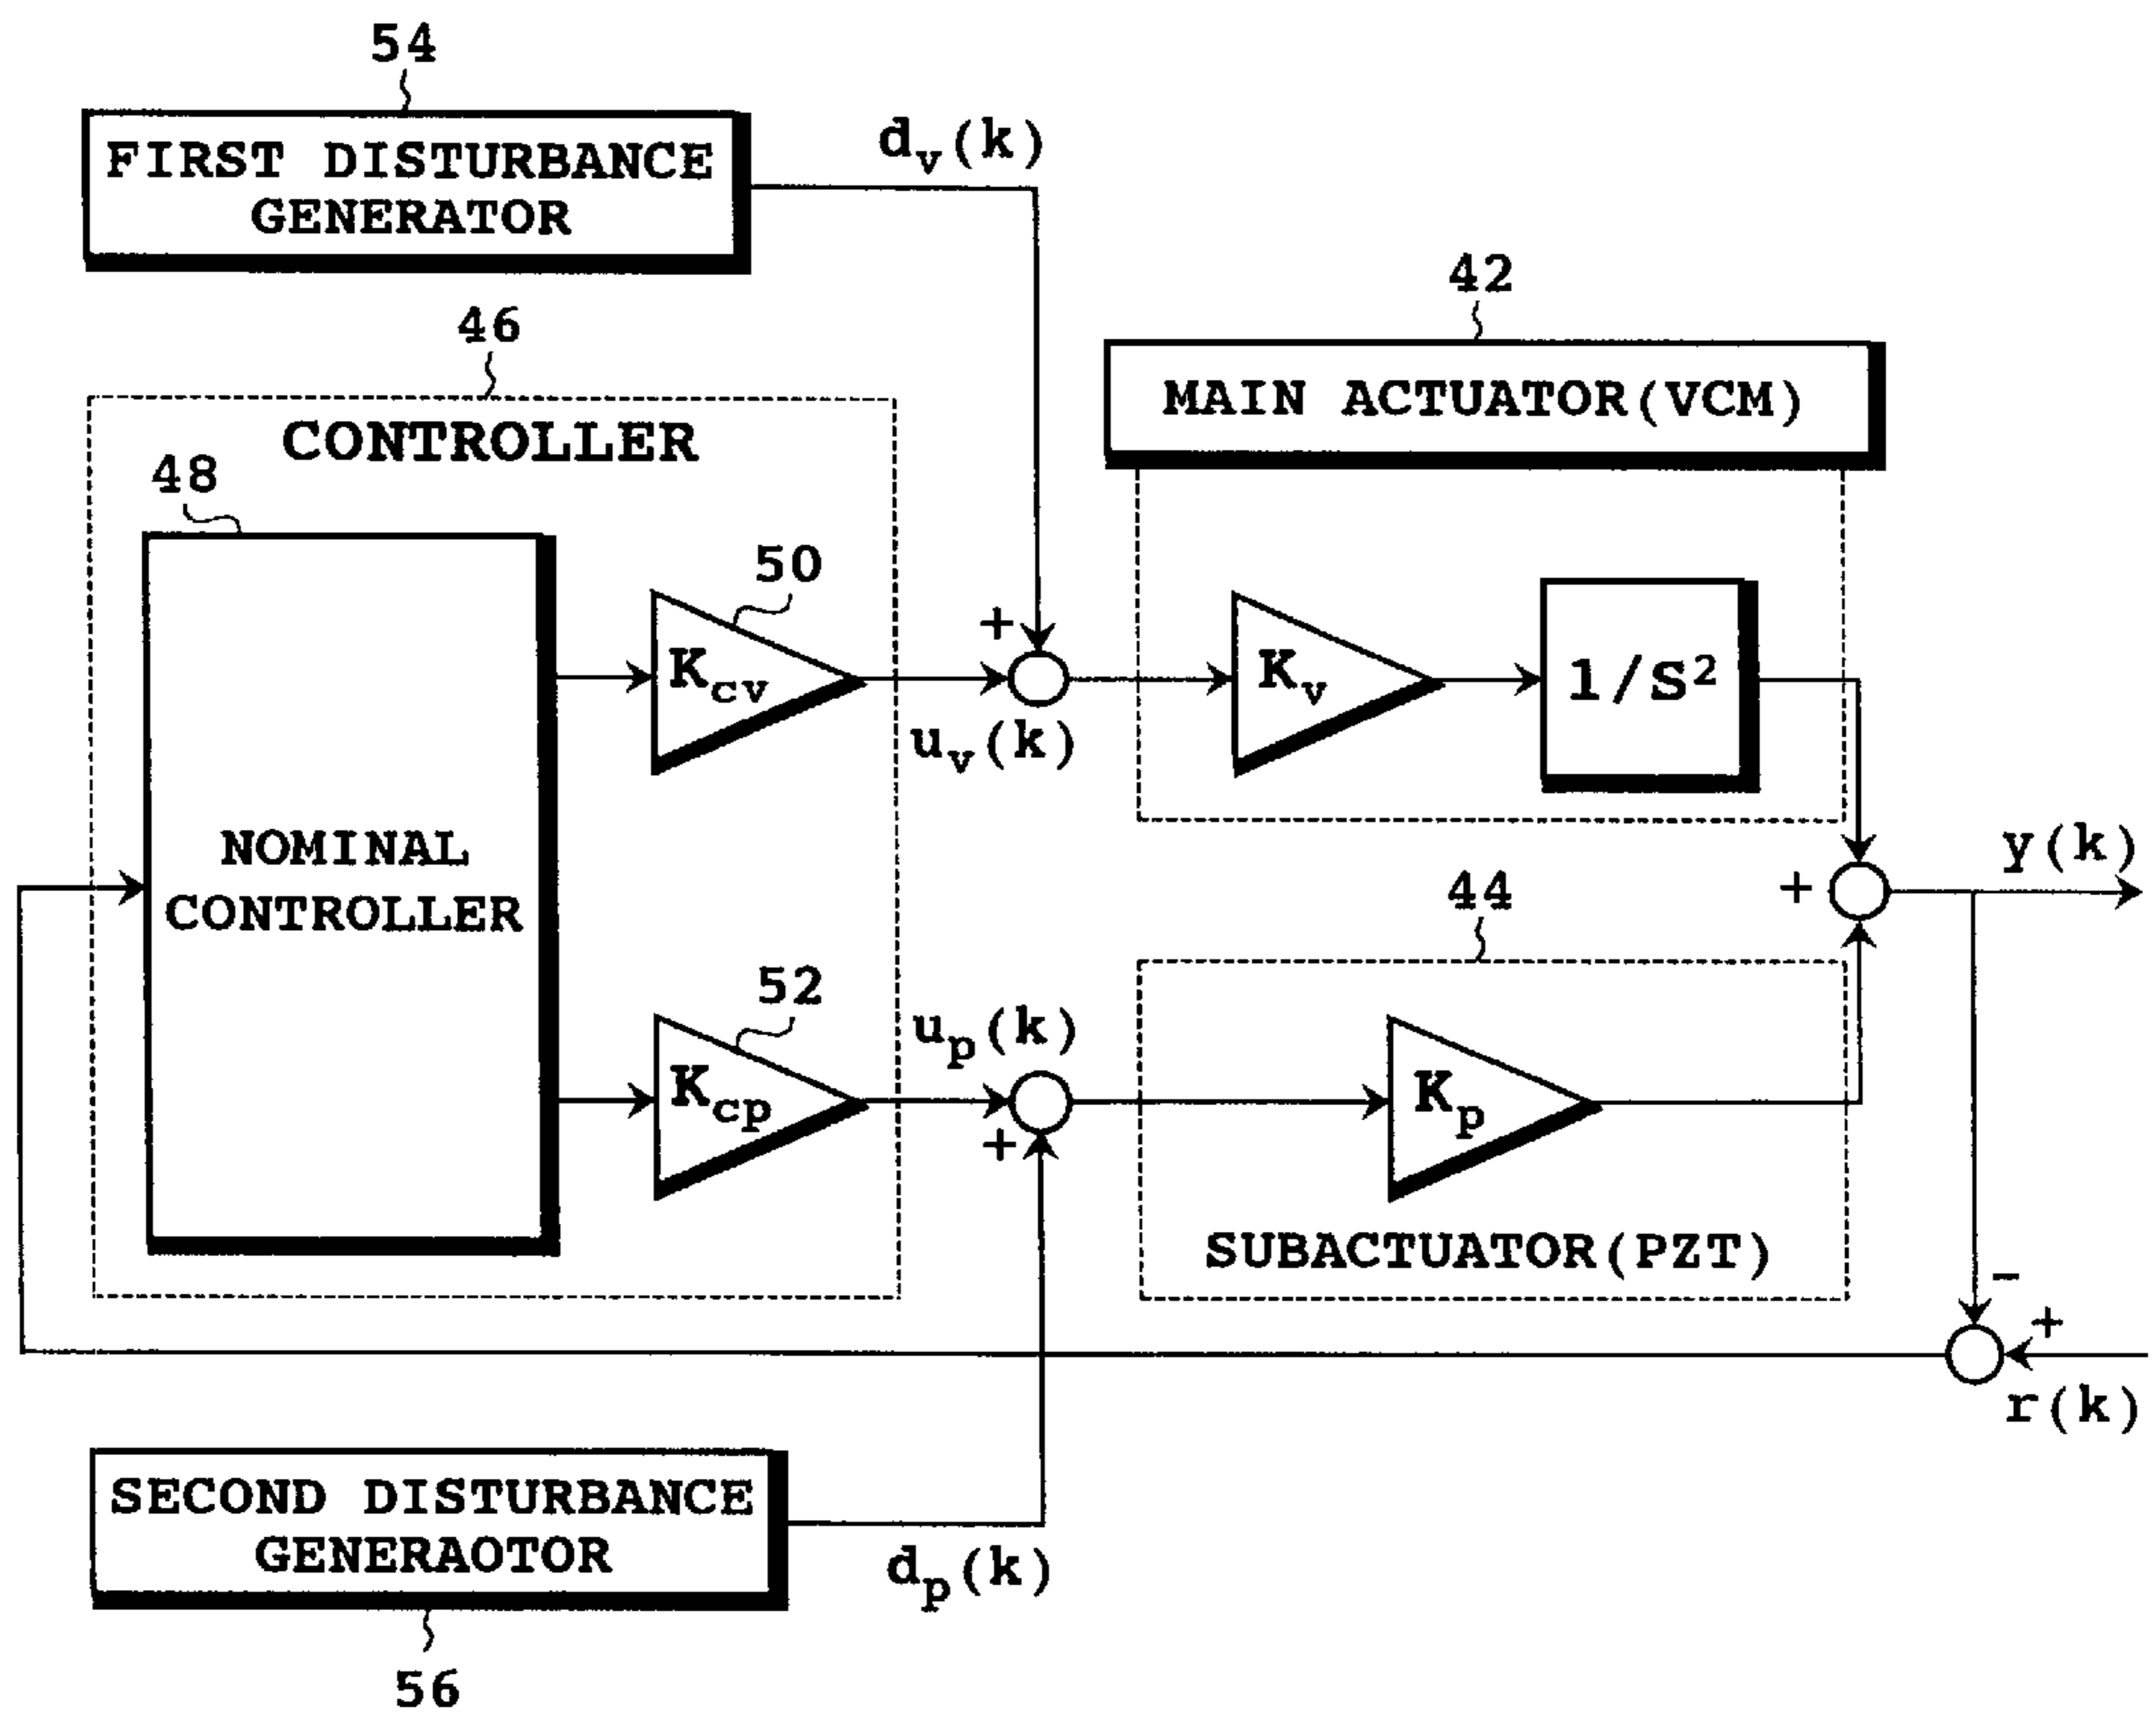 54
FIRST DISTURBANCE
GENERATOR
dv(k)
42
MAIN ACTUATOR(VCM)
46
CONTROLLER
48
NOMINAL
CONTROLLER
50
Kcv
+
uv(k)
Kv
1/S²
52
Kcp
up(k)
+
44
Kp
SUBACTUATOR(PZT)
+
y(k)
-
+
r(k)
SECOND DISTURBANCE
GENERAOTOR
dp(k)
56